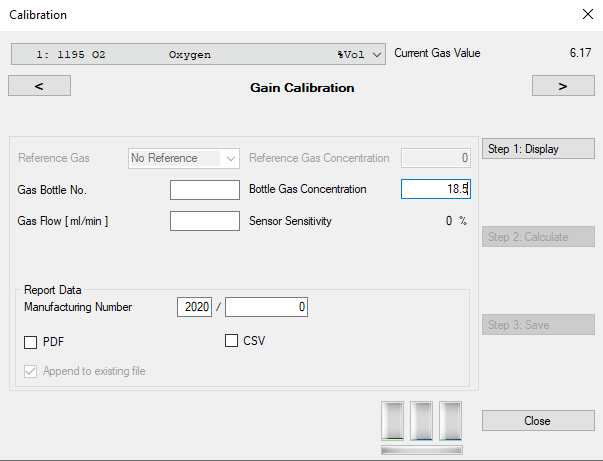 Calibration
1: 1195 O2 Oxygen %Vol Current Gas Value 6.17
< Gain Calibration >
Reference Gas No Reference Reference Gas Concentration 0 Step 1: Display
Gas Bottle No. Bottle Gas Concentration 18.5
Gas Flow [ ml/min ] Sensor Sensitivity 0 % Step 2: Calculate
Report Data
Manufacturing Number 2020 / 0
Step 3: Save
PDF CSV
Append to existing file
Close